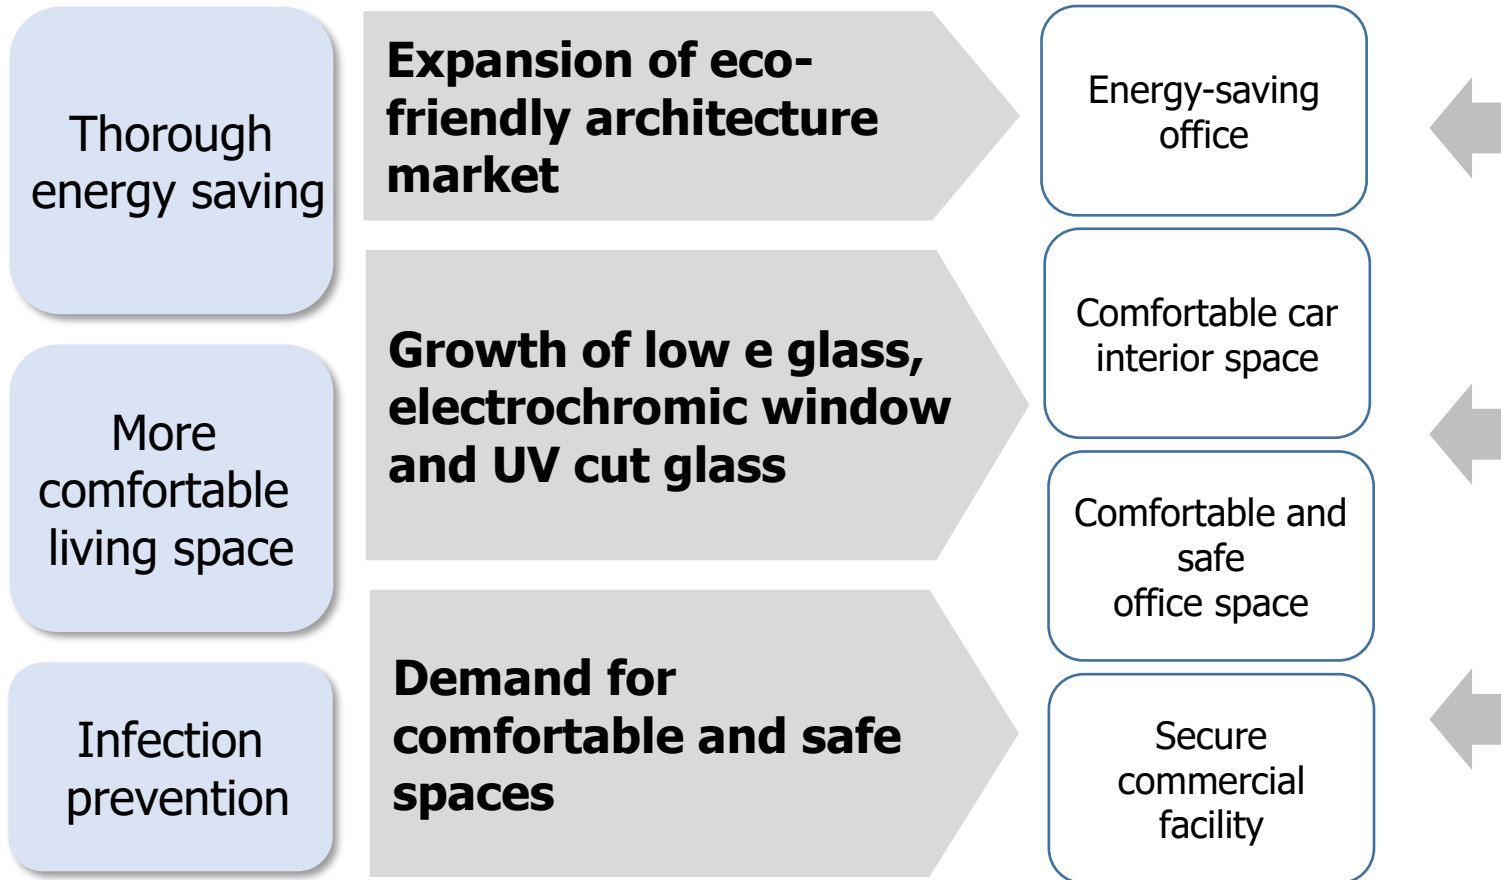 Thorough
energy saving
More
comfortable
living space
Infection
prevention
Expansion of eco-
friendly architecture
market
Growth of low e glass,
electrochromic window
and UV cut glass
Demand for
comfortable and safe
spaces
Energy-saving
office
Comfortable car
interior space
Comfortable and
safe
office space
Secure
commercial
facility